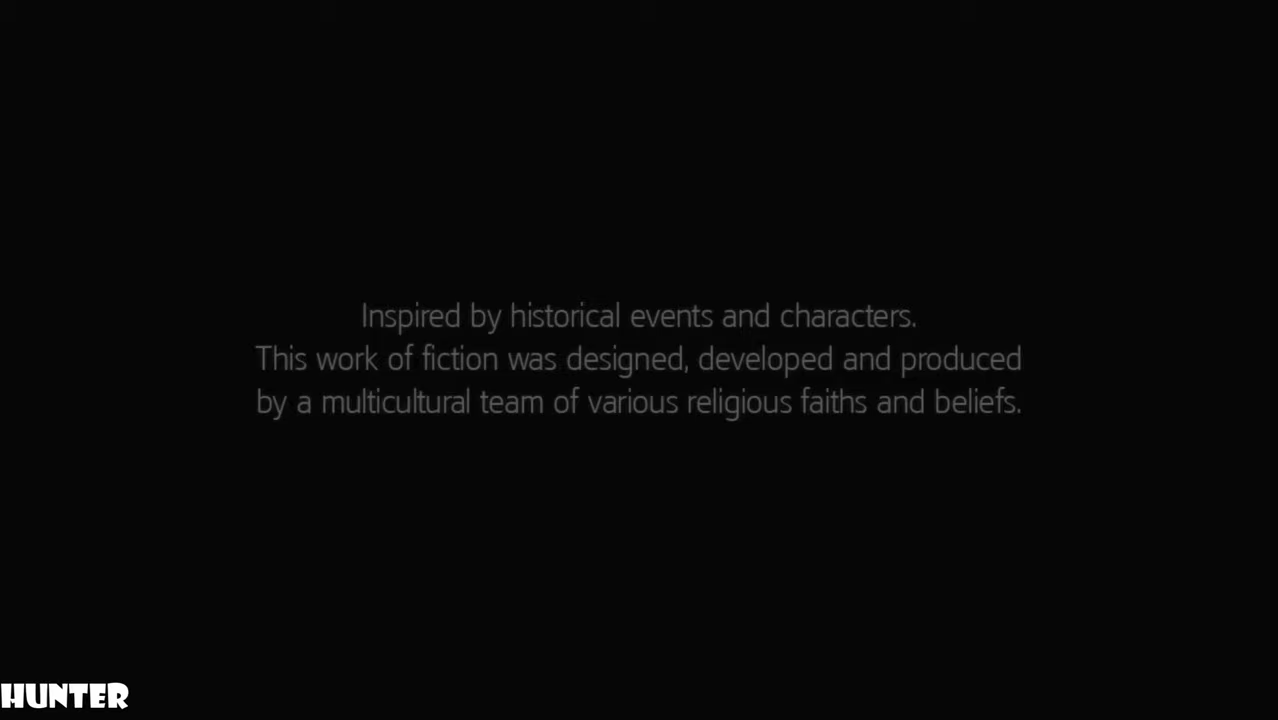 Inspired by historical events and characters.
This work of fiction was designed, developed and produced
by a multicultural team of various religious faiths and beliefs.
HUNTER